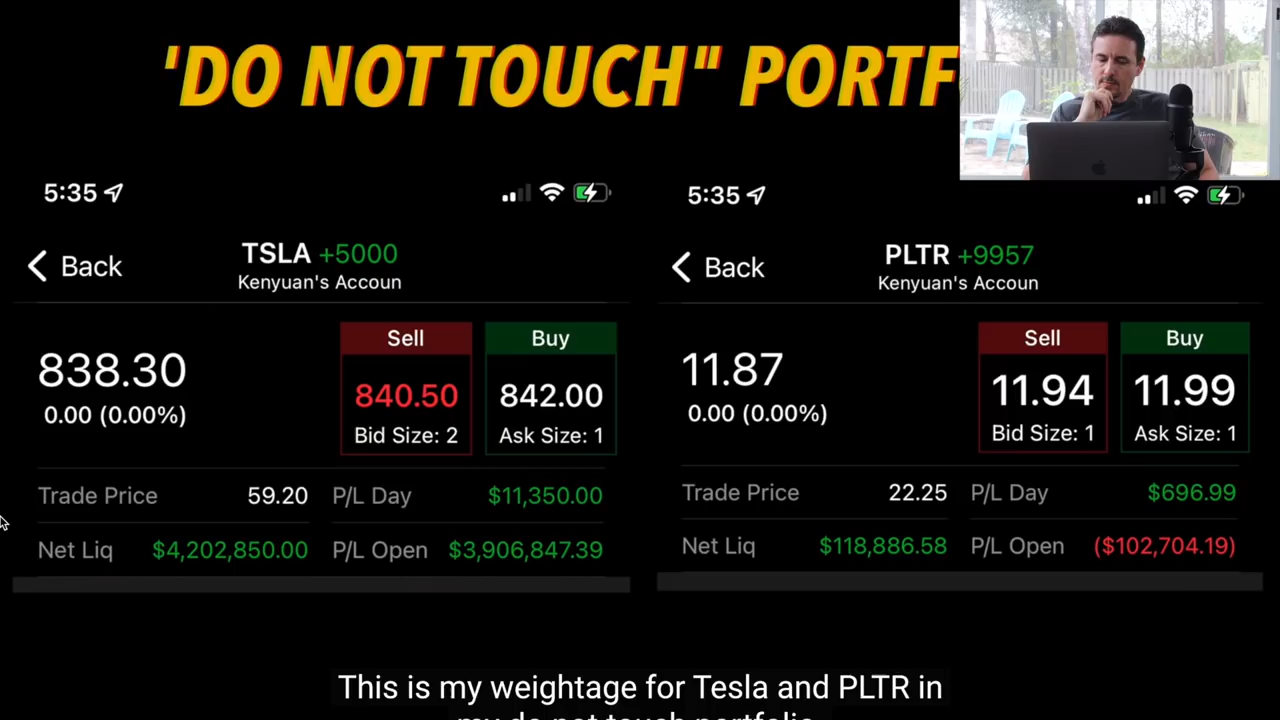 'DO NOT TOUCH" PORTF
5:35
TSLA +5000
Back
Kenyuan's Accoun
838.30
0.00 (0.00%)
Sell
840.50
Bid Size: 2
Buy
842.00
Ask Size: 1
Trade Price 59.20 P/L Day $11,350.00
Net Liq $4,202,850.00 P/L Open $3,906,847.39
5:35
PLTR +9957
Back
Kenyuan's Accoun
11.87
0.00 (0.00%)
Sell
11.94
Bid Size: 1
Buy
11.99
Ask Size: 1
Trade Price 22.25 P/L Day $696.99
Net Liq $118,886.58 P/L Open ($102,704.19)
This is my weightage for Tesla and PLTR in
my do not touch portfolio